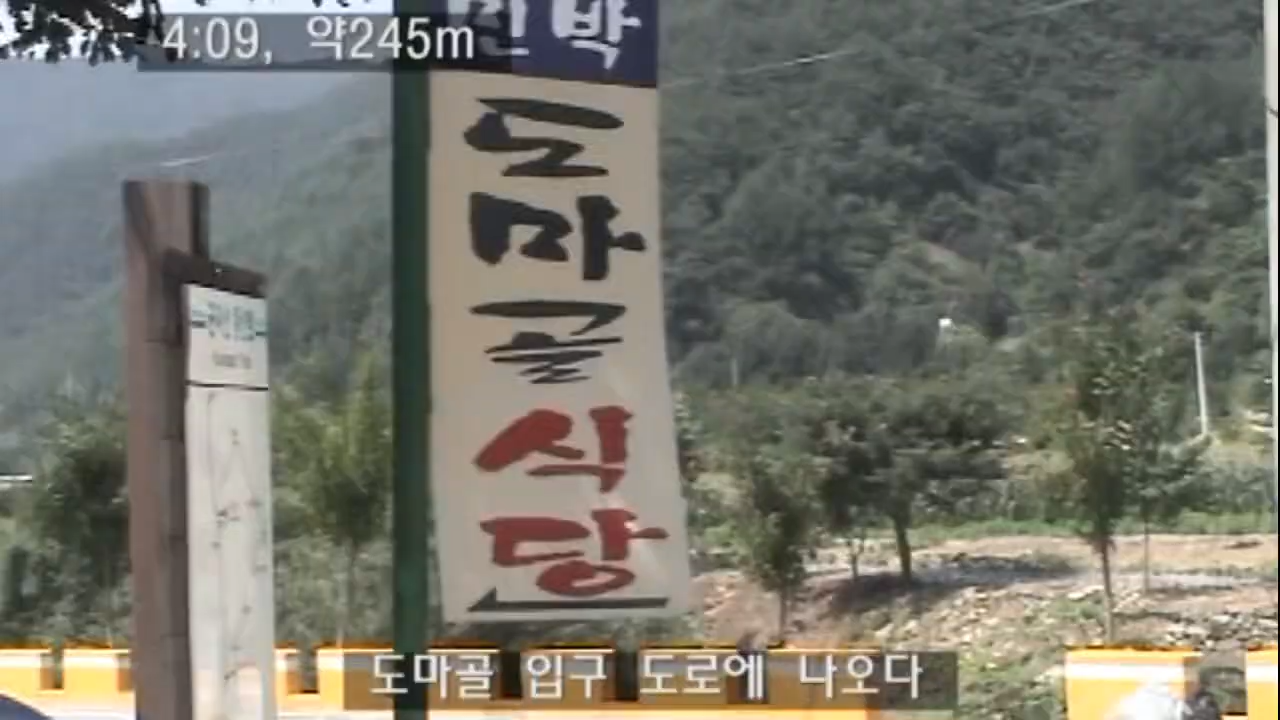 4:09, 약245m
민박
도마골
식당
도마골 입구 도로에 나오다